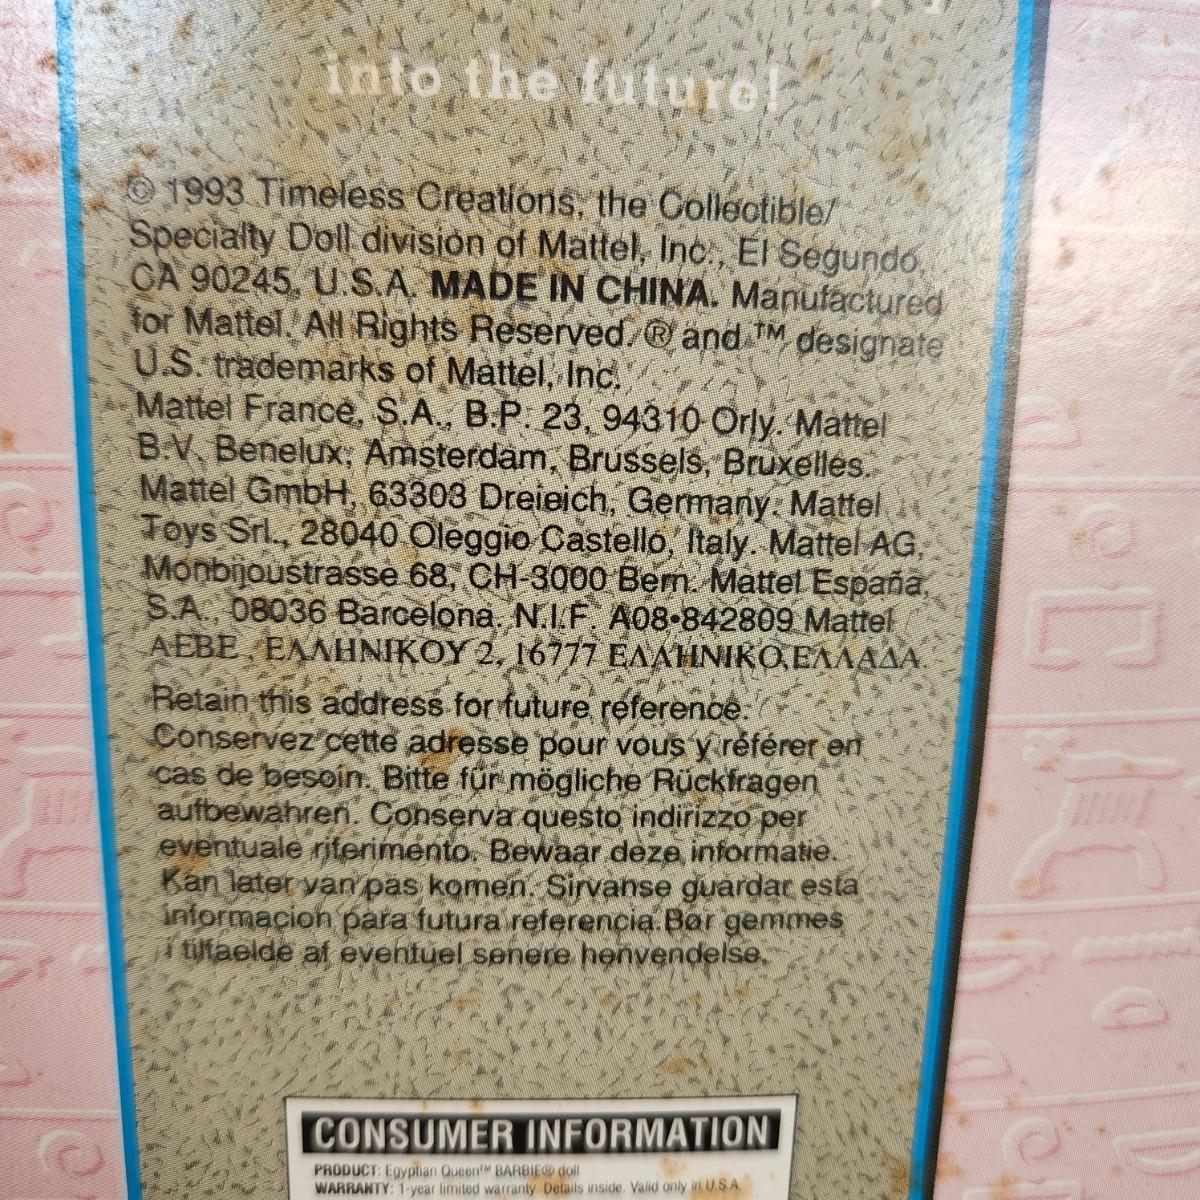 into the future!
© 1993 Timeless Creations, the Collectible/
Specialty Doll division of Mattel, Inc., El Segundo,
CA 90245, U.S.A. MADE IN CHINA. Manufactured
for Mattel. All Rights Reserved. ® and ™ designate
U.S. trademarks of Mattel, Inc.
Mattel France, S.A., B.P. 23, 94310 Orly. Mattel
B.V. Benelux, Amsterdam, Brussels, Bruxelles.
Mattel GmbH, 63303 Dreieich, Germany. Mattel
Toys Srl., 28040 Oleggio Castello, Italy. Mattel AG,
Monbijoustrasse 68, CH-3000 Bern. Mattel España,
S.A., 08036 Barcelona. N.I.F. A08•842809 Mattel
AEBE, ΕΛΛΗΝΙΚΟΥ 2, 16777 ΕΛΛΗΝΙΚΟ, ΕΛΛΑΔΑ.
Retain this address for future reference.
Conservez cette adresse pour vous y référer en
cas de besoin. Bitte für mögliche Rückfragen
aufbewahren. Conserva questo indirizzo per
eventuale riferimento. Bewaar deze informatie.
Kan later van pas komen. Sirvanse guardar esta
informacion para futura referencia. Bør gemmes
i tilfaelde af eventuel senere henvendelse.
CONSUMER INFORMATION
PRODUCT: Egyptian Queen™ BARBIE® doll
WARRANTY: 1-year limited warranty. Details inside. Valid only in U.S.A.